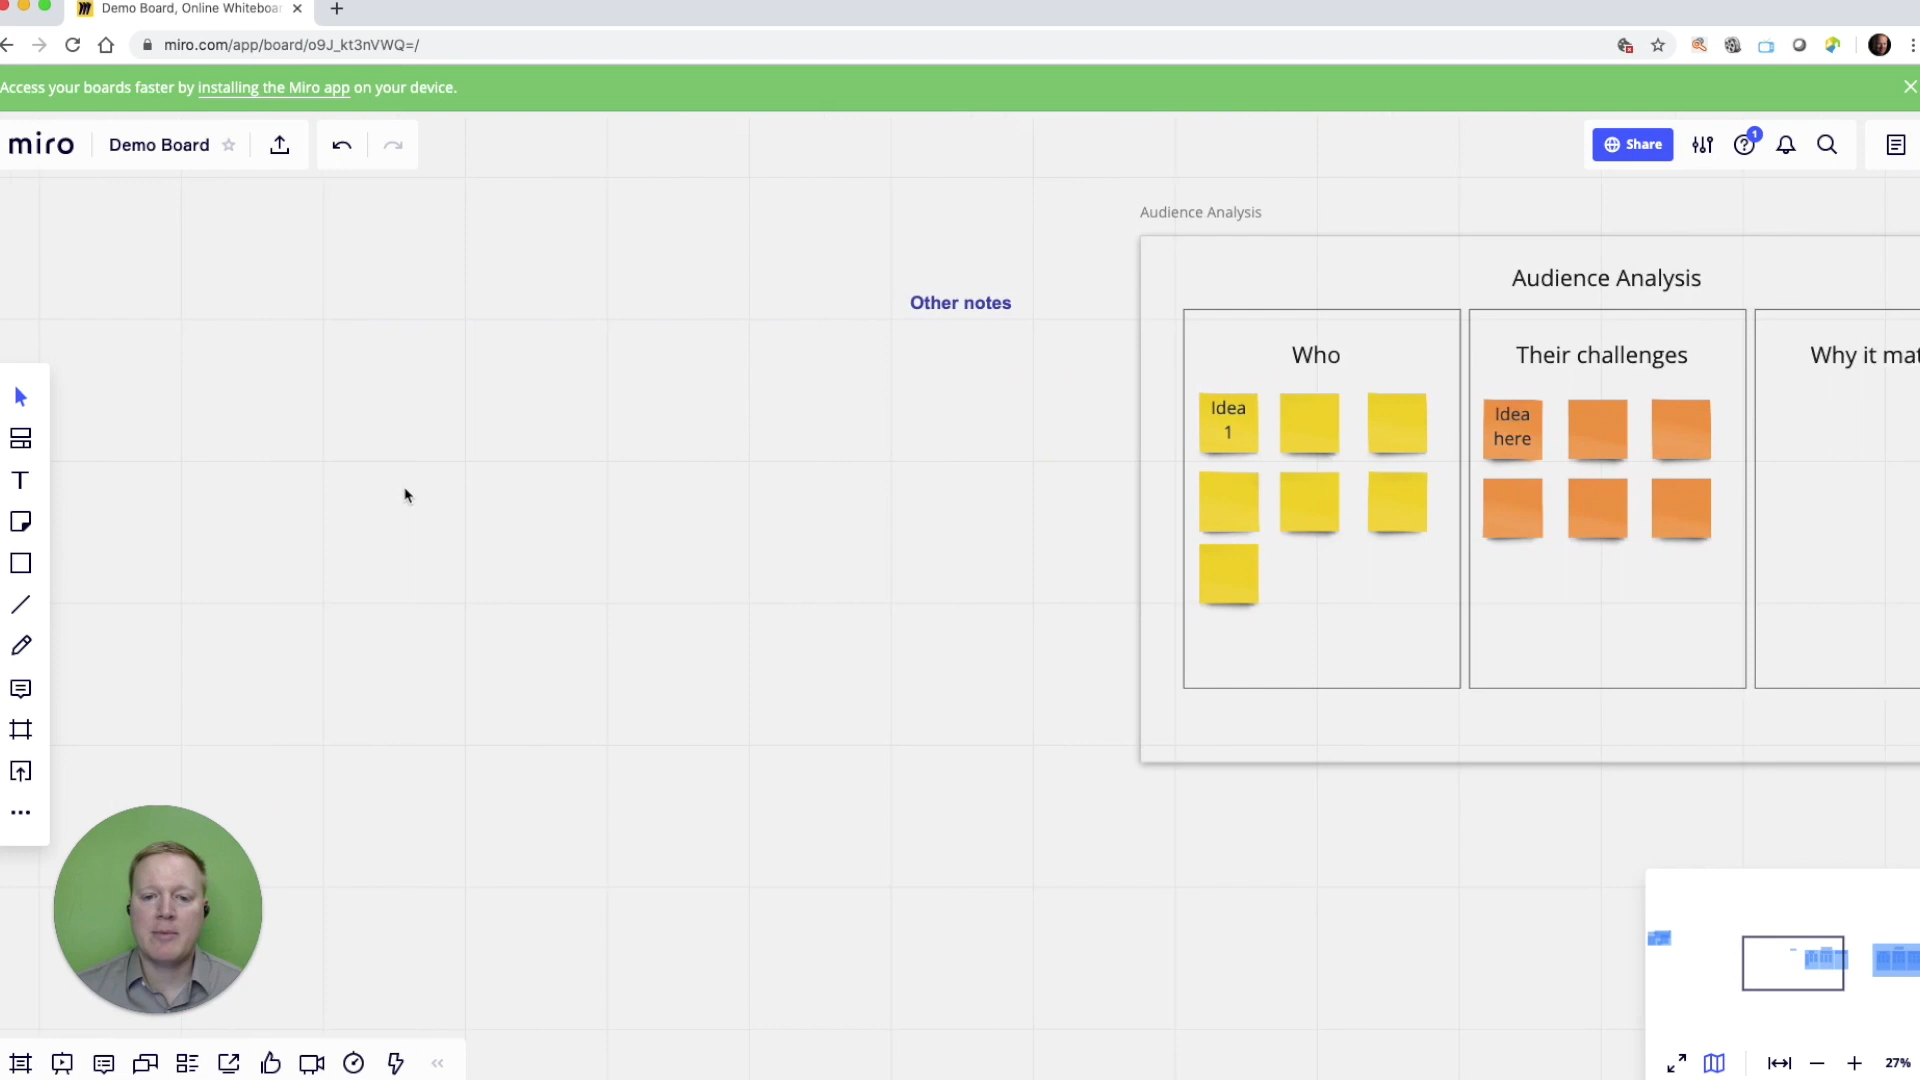 Demo Board, Online Whiteboar
miro.com/app/board/o9J_kt3nVWQ=/
Access your boards faster by installing the Miro app on your device.
miro
Demo Board
Share
1
Audience Analysis
Audience Analysis
Other notes
Who
Their challenges
Why it mat
Idea
1
Idea
here
27%